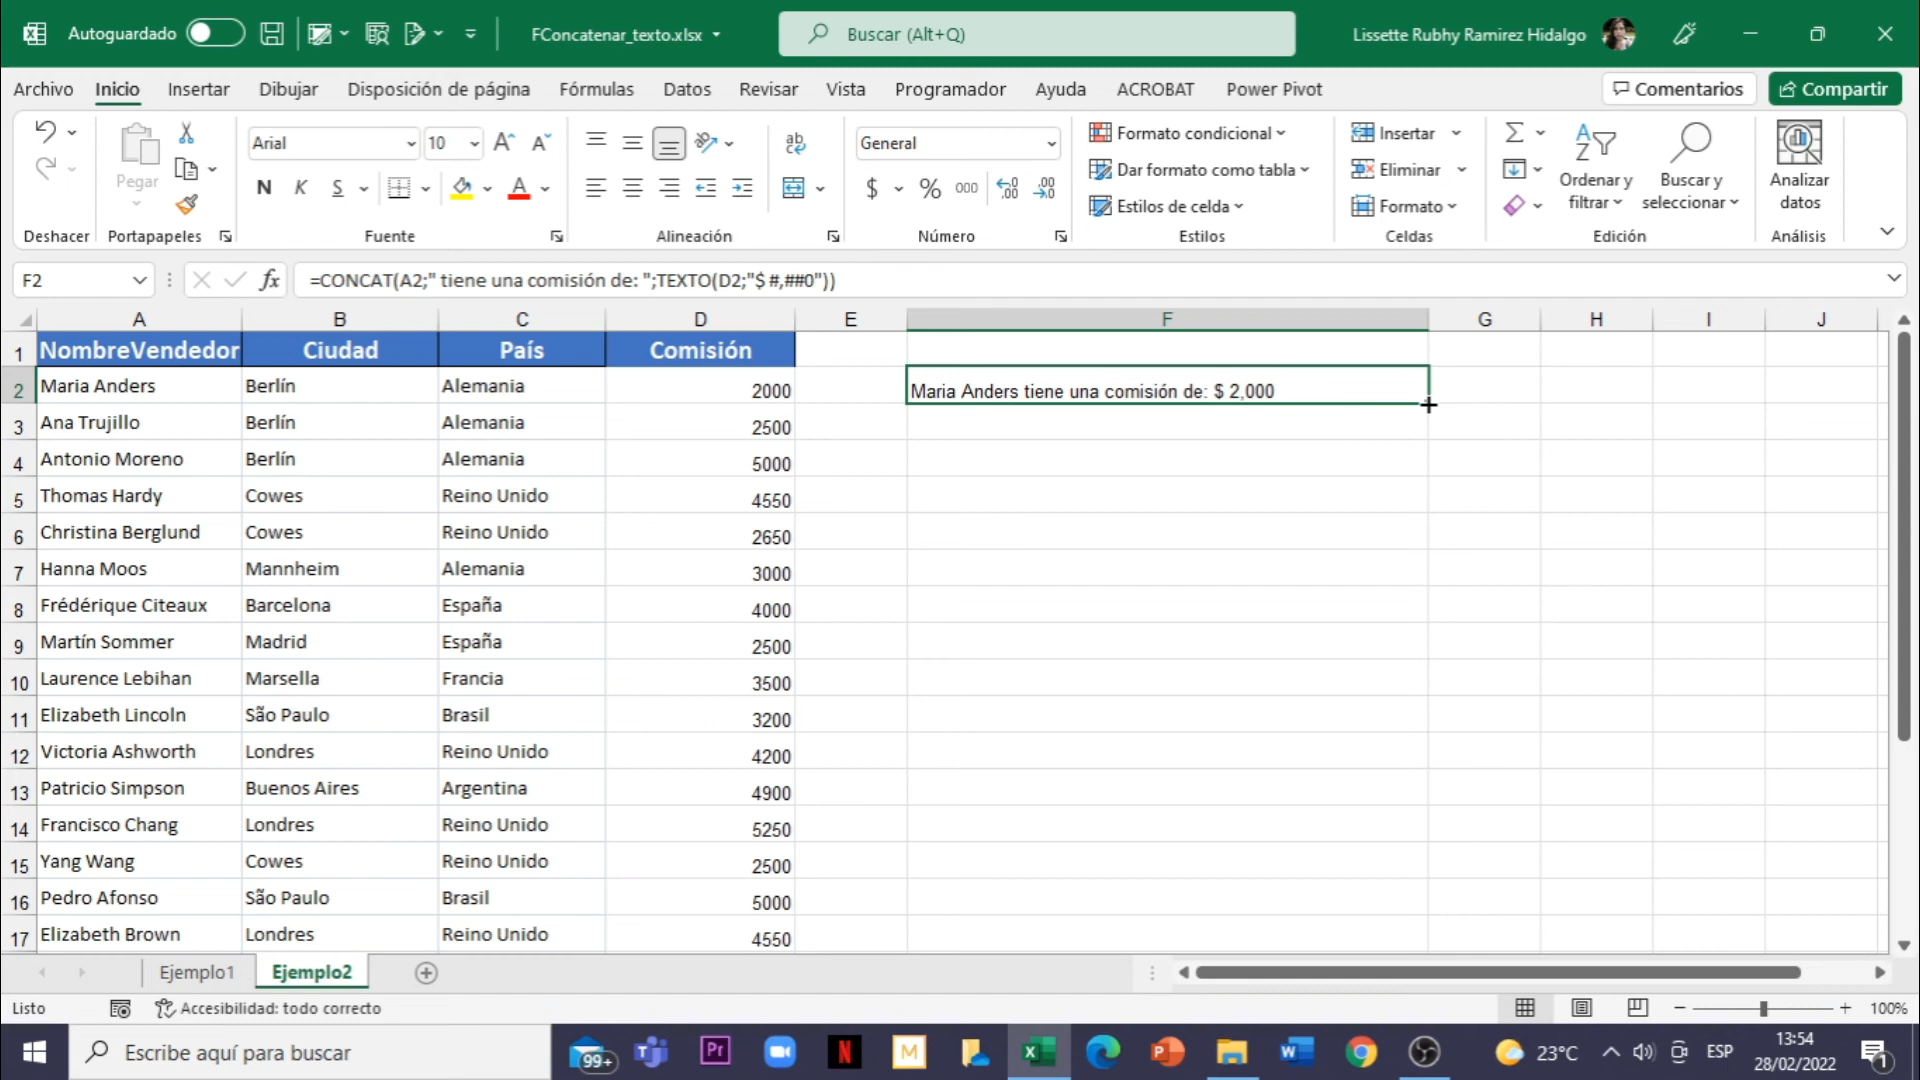 Autoguardado
FConcatenar_texto.xlsx
Buscar (Alt+Q)
Lissette Rubhy Ramirez Hidalgo
Archivo Inicio Insertar Dibujar Disposición de página Fórmulas Datos Revisar Vista Programador Ayuda ACROBAT Power Pivot
Comentarios
Compartir
Pegar
Arial
10
N K S
General
$ % 000
Formato condicional
Dar formato como tabla
Estilos de celda
Insertar
Eliminar
Formato
Ordenar y filtrar
Buscar y seleccionar
Analizar datos
Deshacer Portapapeles Fuente Alineación Número Estilos Celdas Edición Análisis
F2
fx
=CONCAT(A2;" tiene una comisión de: ";TEXTO(D2;"$ #,##0"))
A B C D E F G H I J
1 NombreVendedor Ciudad País Comisión
2 Maria Anders Berlín Alemania 2000 Maria Anders tiene una comisión de: $ 2,000
3 Ana Trujillo Berlín Alemania 2500
4 Antonio Moreno Berlín Alemania 5000
5 Thomas Hardy Cowes Reino Unido 4550
6 Christina Berglund Cowes Reino Unido 2650
7 Hanna Moos Mannheim Alemania 3000
8 Frédérique Citeaux Barcelona España 4000
9 Martín Sommer Madrid España 2500
10 Laurence Lebihan Marsella Francia 3500
11 Elizabeth Lincoln São Paulo Brasil 3200
12 Victoria Ashworth Londres Reino Unido 4200
13 Patricio Simpson Buenos Aires Argentina 4900
14 Francisco Chang Londres Reino Unido 5250
15 Yang Wang Cowes Reino Unido 2500
16 Pedro Afonso São Paulo Brasil 5000
17 Elizabeth Brown Londres Reino Unido 4550
Ejemplo1 Ejemplo2
Listo
Accesibilidad: todo correcto
100%
Escribe aquí para buscar
99+
Pr
23°C
ESP
13:54
28/02/2022
1